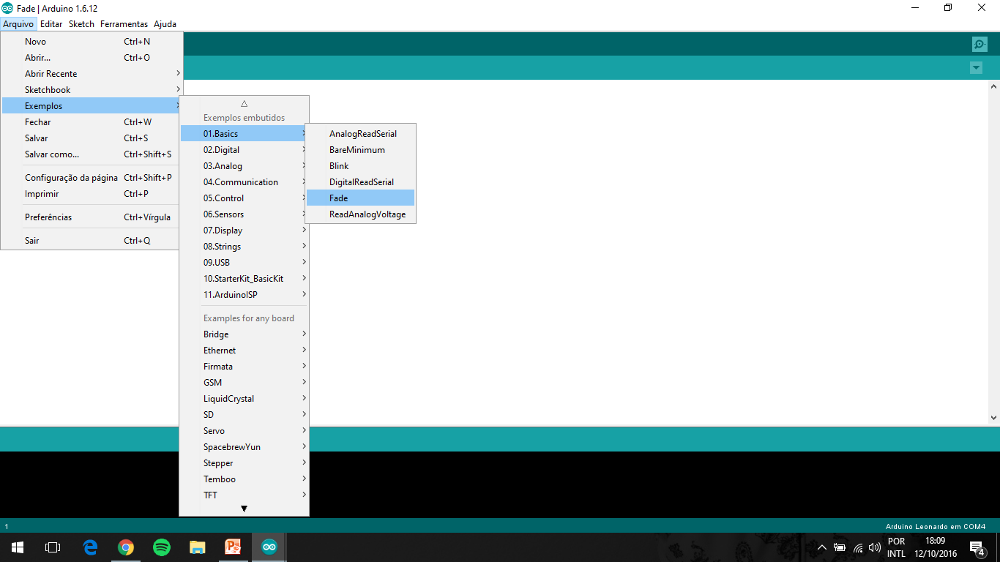 Fade | Arduino 1.6.12
Arquivo Editar Sketch Ferramentas Ajuda
Novo Ctrl+N
Abrir... Ctrl+O
Abrir Recente
Sketchbook
Exemplos
Fechar Ctrl+W
Salvar Ctrl+S
Salvar como... Ctrl+Shift+S
Configuração da página Ctrl+Shift+P
Imprimir Ctrl+P
Preferências Ctrl+Vírgula
Sair Ctrl+Q
Exemplos embutidos
01.Basics
02.Digital
03.Analog
04.Communication
05.Control
06.Sensors
07.Display
08.Strings
09.USB
10.StarterKit_BasicKit
11.ArduinoISP
Examples for any board
Bridge
Ethernet
Firmata
GSM
LiquidCrystal
SD
Servo
SpacebrewYun
Stepper
Temboo
TFT
AnalogReadSerial
BareMinimum
Blink
DigitalReadSerial
Fade
ReadAnalogVoltage
1 Arduino Leonardo em COM4
POR 18:09
INTL 12/10/2016 4